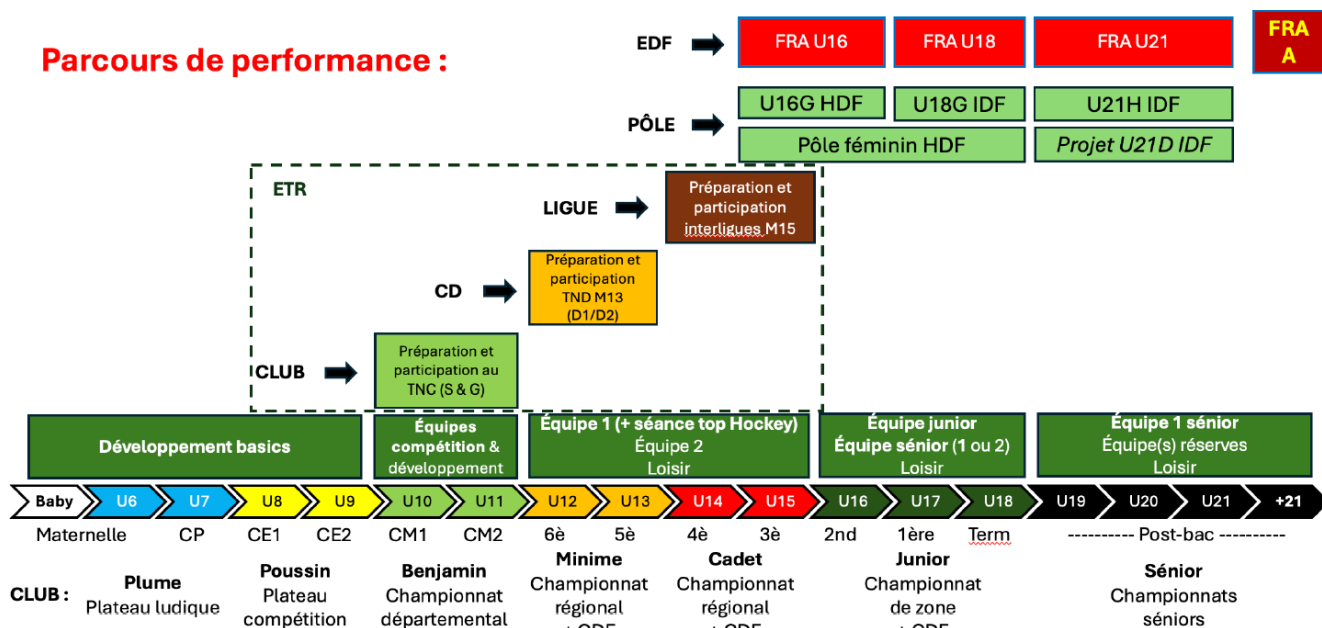 Parcours de performance :
EDF
FRA U16
FRA U18
FRA U21
FRA
A
PÔLE
U16G HDF
U18G IDF
U21H IDF
Pôle féminin HDF
Projet U21D IDF
ETR
LIGUE
Préparation et
participation
interligues M15
CD
Préparation et
participation
TND M13
(D1/D2)
CLUB
Préparation et
participation au
TNC (S & G)
Développement basics
Équipes
compétition &
développement
Équipe 1 (+ séance top Hockey)
Équipe 2
Loisir
Équipe junior
Équipe sénior (1 ou 2)
Loisir
Équipe 1 sénior
Équipe(s) réserves
Loisir
Baby U6 U7 U8 U9 U10 U11 U12 U13 U14 U15 U16 U17 U18 U19 U20 U21 +21
Maternelle CP CE1 CE2 CM1 CM2 6è 5è 4è 3è 2nd 1ère Term ---------- Post-bac ----------
CLUB :
Plume
Plateau ludique
Poussin
Plateau
compétition
Benjamin
Championnat
départemental
Minime
Championnat
régional
Cadet
Championnat
régional
Junior
Championnat
de zone
Sénior
Championnats
séniors